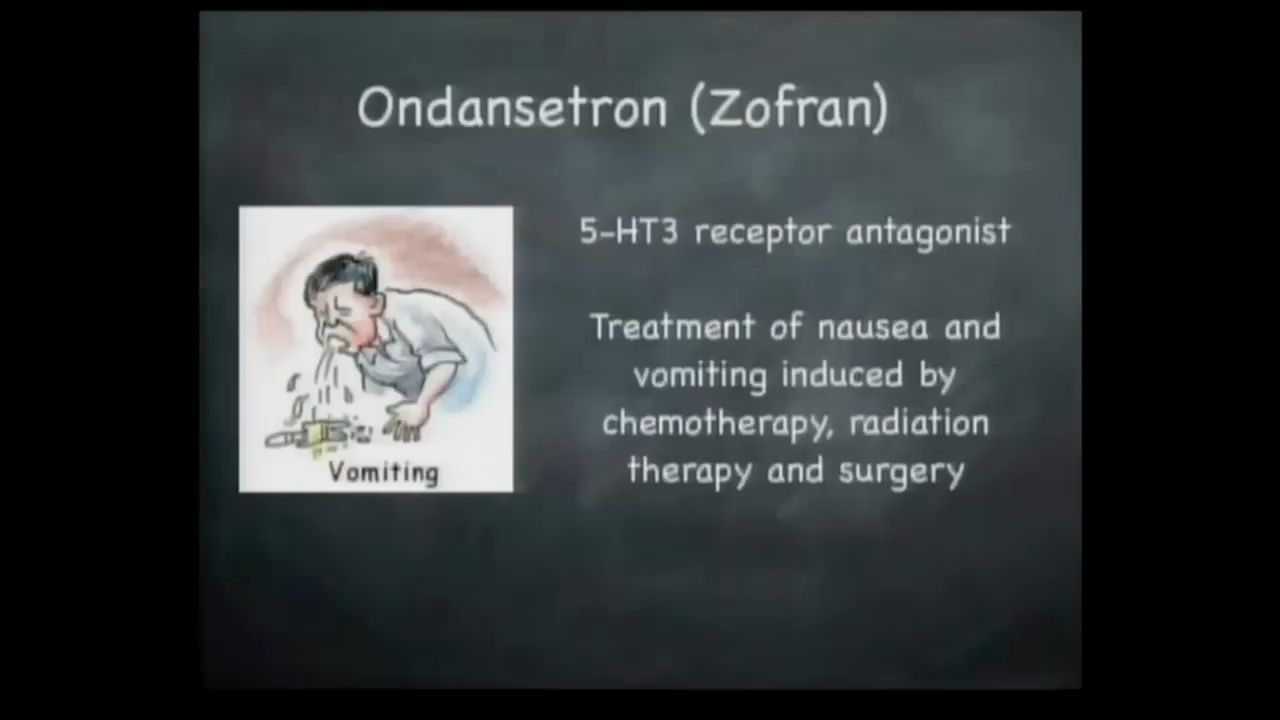 Ondansetron (Zofran)
5-HT3 receptor antagonist
Treatment of nausea and
vomiting induced by
chemotherapy, radiation
therapy and surgery
Vomiting